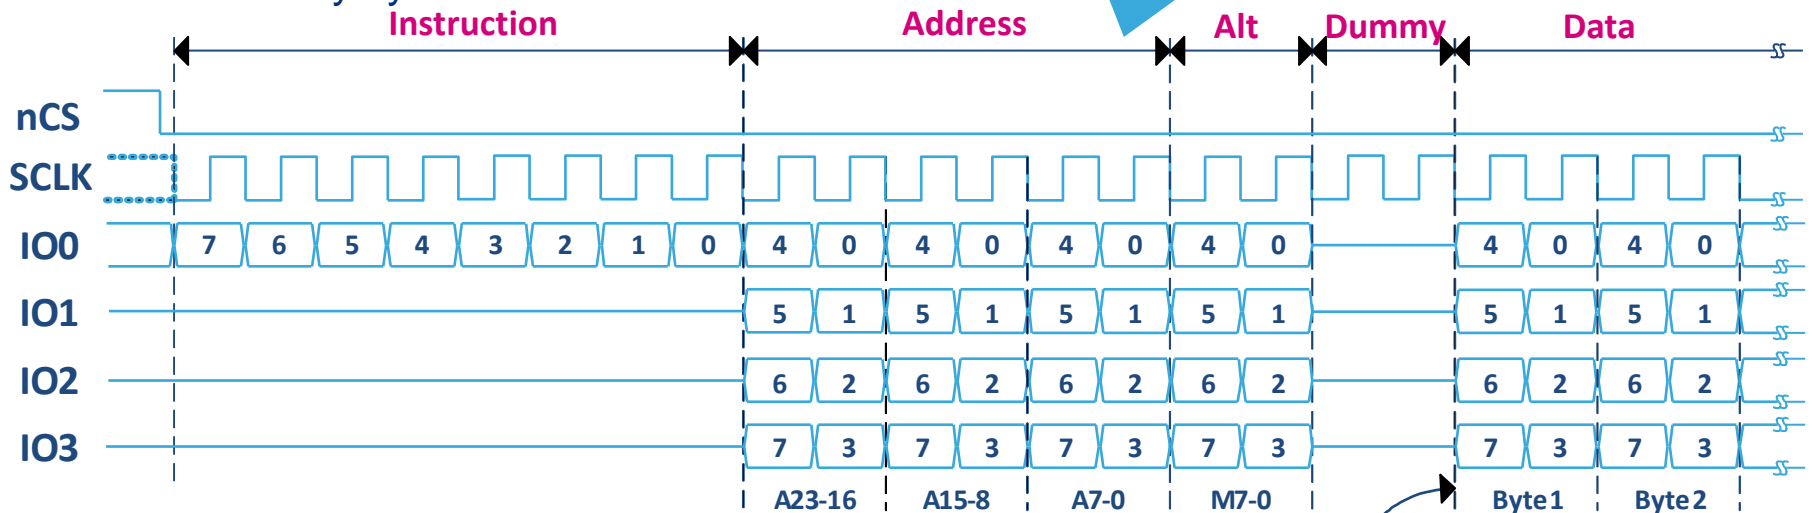 Instruction Address Alt Dummy Data
nCS
SCLK
IO0 7 6 5 4 3 2 1 0 4 0 4 0 4 0 4 0 4 0 4 0
IO1 5 1 5 1 5 1 5 1 5 1 5 1
IO2 6 2 6 2 6 2 6 2 6 2 6 2
IO3 7 3 7 3 7 3 7 3 7 3 7 3
A23-16 A15-8 A7-0 M7-0 Byte1 Byte2